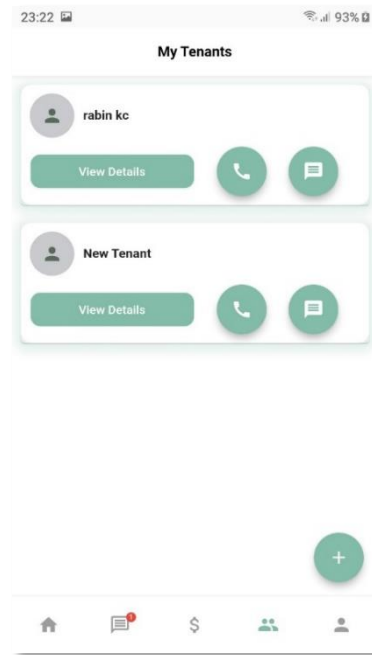 23:22 93%
My Tenants
rabin kc
View Details
New Tenant
View Details
+
$
1